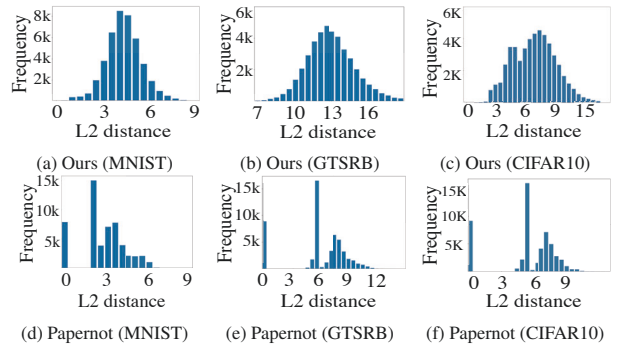 8k
6k
4k
2k
Frequency
0 3 6 9
L2 distance
(a) Ours (MNIST)
6K
4K
2K
Frequency
7 10 13 16
L2 distance
(b) Ours (GTSRB)
6K
4K
2K
Frequency
0 3 6 9 15
L2 distance
(c) Ours (CIFAR10)
15k
10k
5k
Frequency
0 3 6 9
L2 distance
(d) Papernot (MNIST)
15k
10k
5k
Frequency
0 3 6 9 12
L2 distance
(e) Papernot (GTSRB)
15K
10K
5K
Frequency
0 3 6 9
L2 distance
(f) Papernot (CIFAR10)